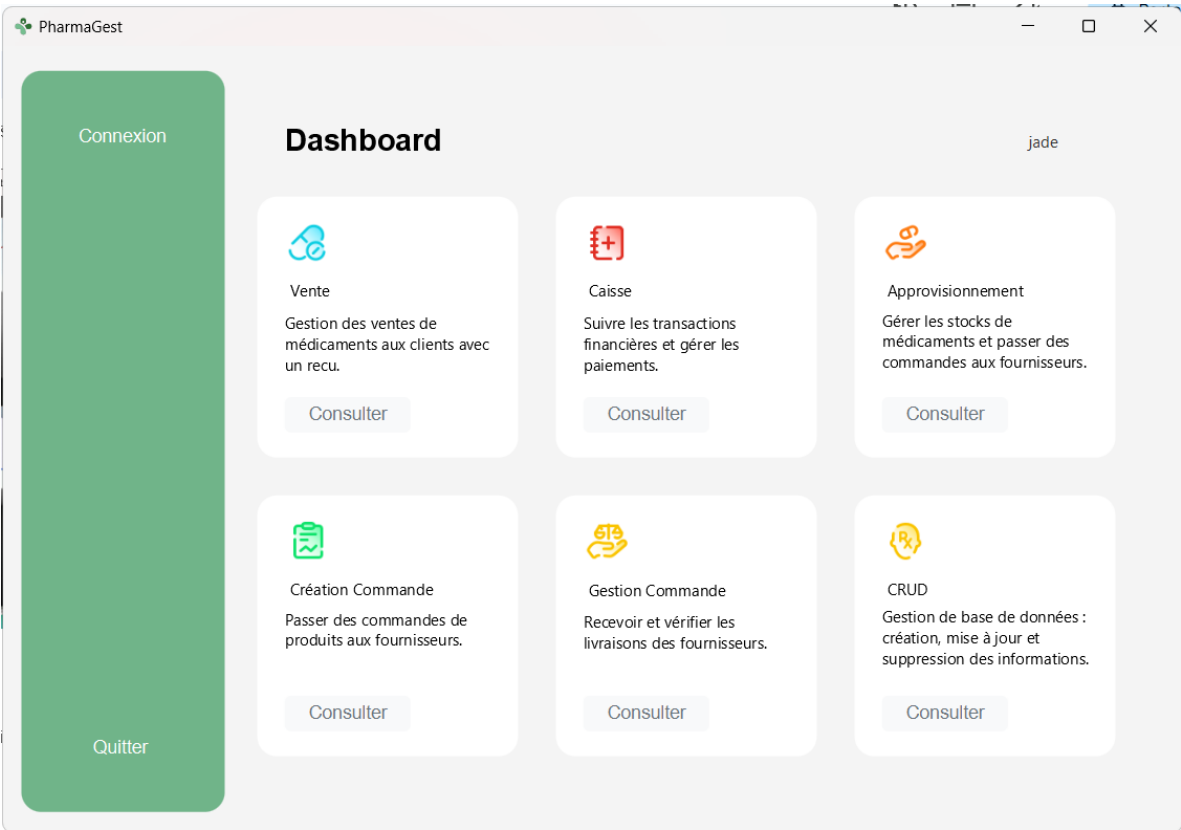 PharmaGest
Connexion
Dashboard
jade
Vente
Gestion des ventes de
médicaments aux clients avec
un recu.
Consulter
Caisse
Suivre les transactions
financières et gérer les
paiements.
Consulter
Approvisionnement
Gérer les stocks de
médicaments et passer des
commandes aux fournisseurs.
Consulter
Création Commande
Passer des commandes de
produits aux fournisseurs.
Consulter
Gestion Commande
Recevoir et vérifier les
livraisons des fournisseurs.
Consulter
CRUD
Gestion de base de données :
création, mise à jour et
suppression des informations.
Consulter
Quitter